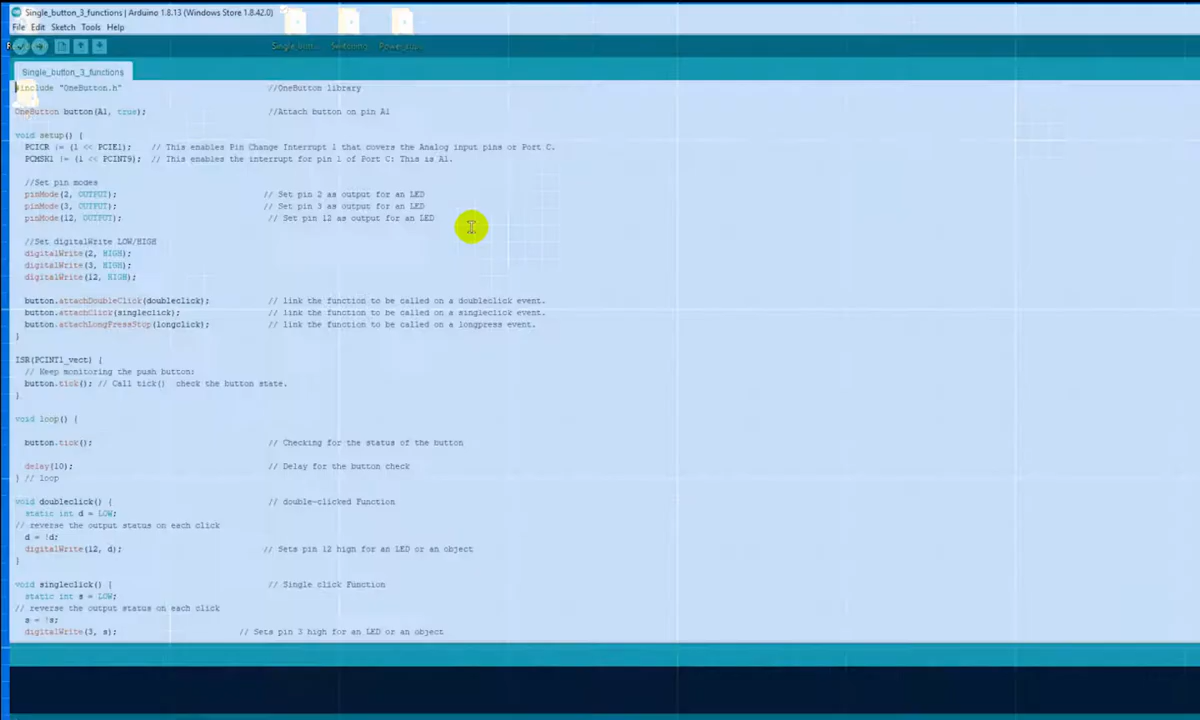 Single_button_3_functions | Arduino 1.8.13 (Windows Store 1.8.42.0)
File Edit Sketch Tools Help
Switching
Single_button_3_functions
#include "OneButton.h" //OneButton library
OneButton button(A1, true); //Attach button on pin A1
void setup() {
PCICR |= (1 << PCIE1); // This enables Pin Change Interrupt 1 that covers the Analog input pins or Port C.
PCMSK1 |= (1 << PCINT9); // This enables the interrupt for pin 1 of Port C: This is A1.
//Set pin modes
pinMode(2, OUTPUT); // Set pin 2 as output for an LED
pinMode(3, OUTPUT); // Set pin 3 as output for an LED
pinMode(12, OUTPUT); // Set pin 12 as output for an LED
//Set digitalWrite LOW/HIGH
digitalWrite(2, HIGH);
digitalWrite(3, HIGH);
digitalWrite(12, HIGH);
button.attachDoubleClick(doubleclick); // link the function to be called on a doubleclick event.
button.attachClick(singleclick); // link the function to be called on a singleclick event.
button.attachLongPressStop(longclick); // link the function to be called on a longpress event.
}
ISR(PCINT1_vect) {
// Keep monitoring the push button:
button.tick(); // Call tick() check the button state.
}
void loop() {
button.tick(); // Checking for the status of the button
delay(10); // Delay for the button check
} // loop
void doubleclick() { // double-clicked Function
static int d = LOW;
// reverse the output status on each click
d = !d;
digitalWrite(12, d); // Sets pin 12 high for an LED or an object
}
void singleclick() { // Single click Function
static int s = LOW;
// reverse the output status on each click
s = !s;
digitalWrite(3, s); // Sets pin 3 high for an LED or an object